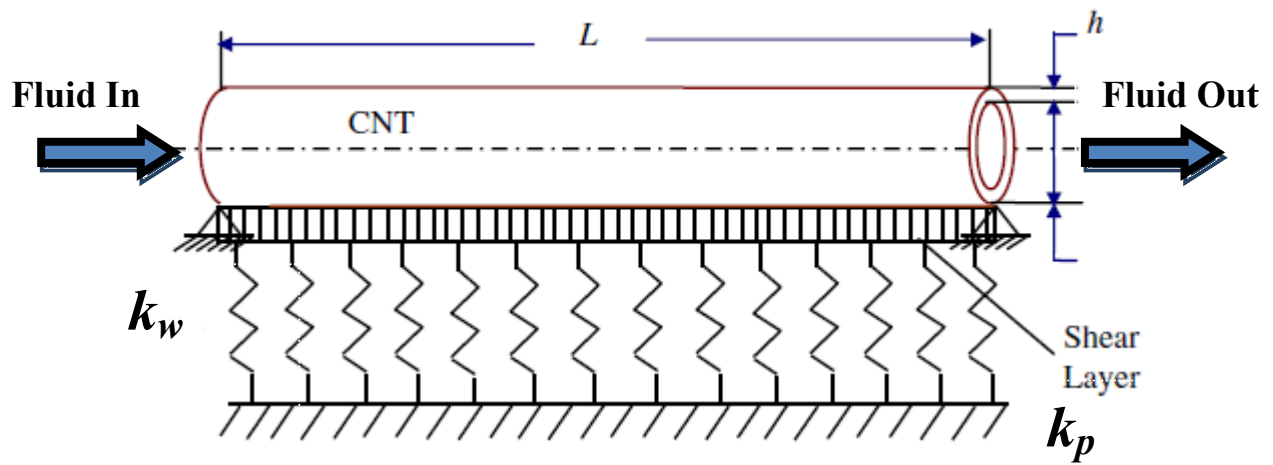 L
h
Fluid In
Fluid Out
CNT
k_w
Shear
Layer
k_p